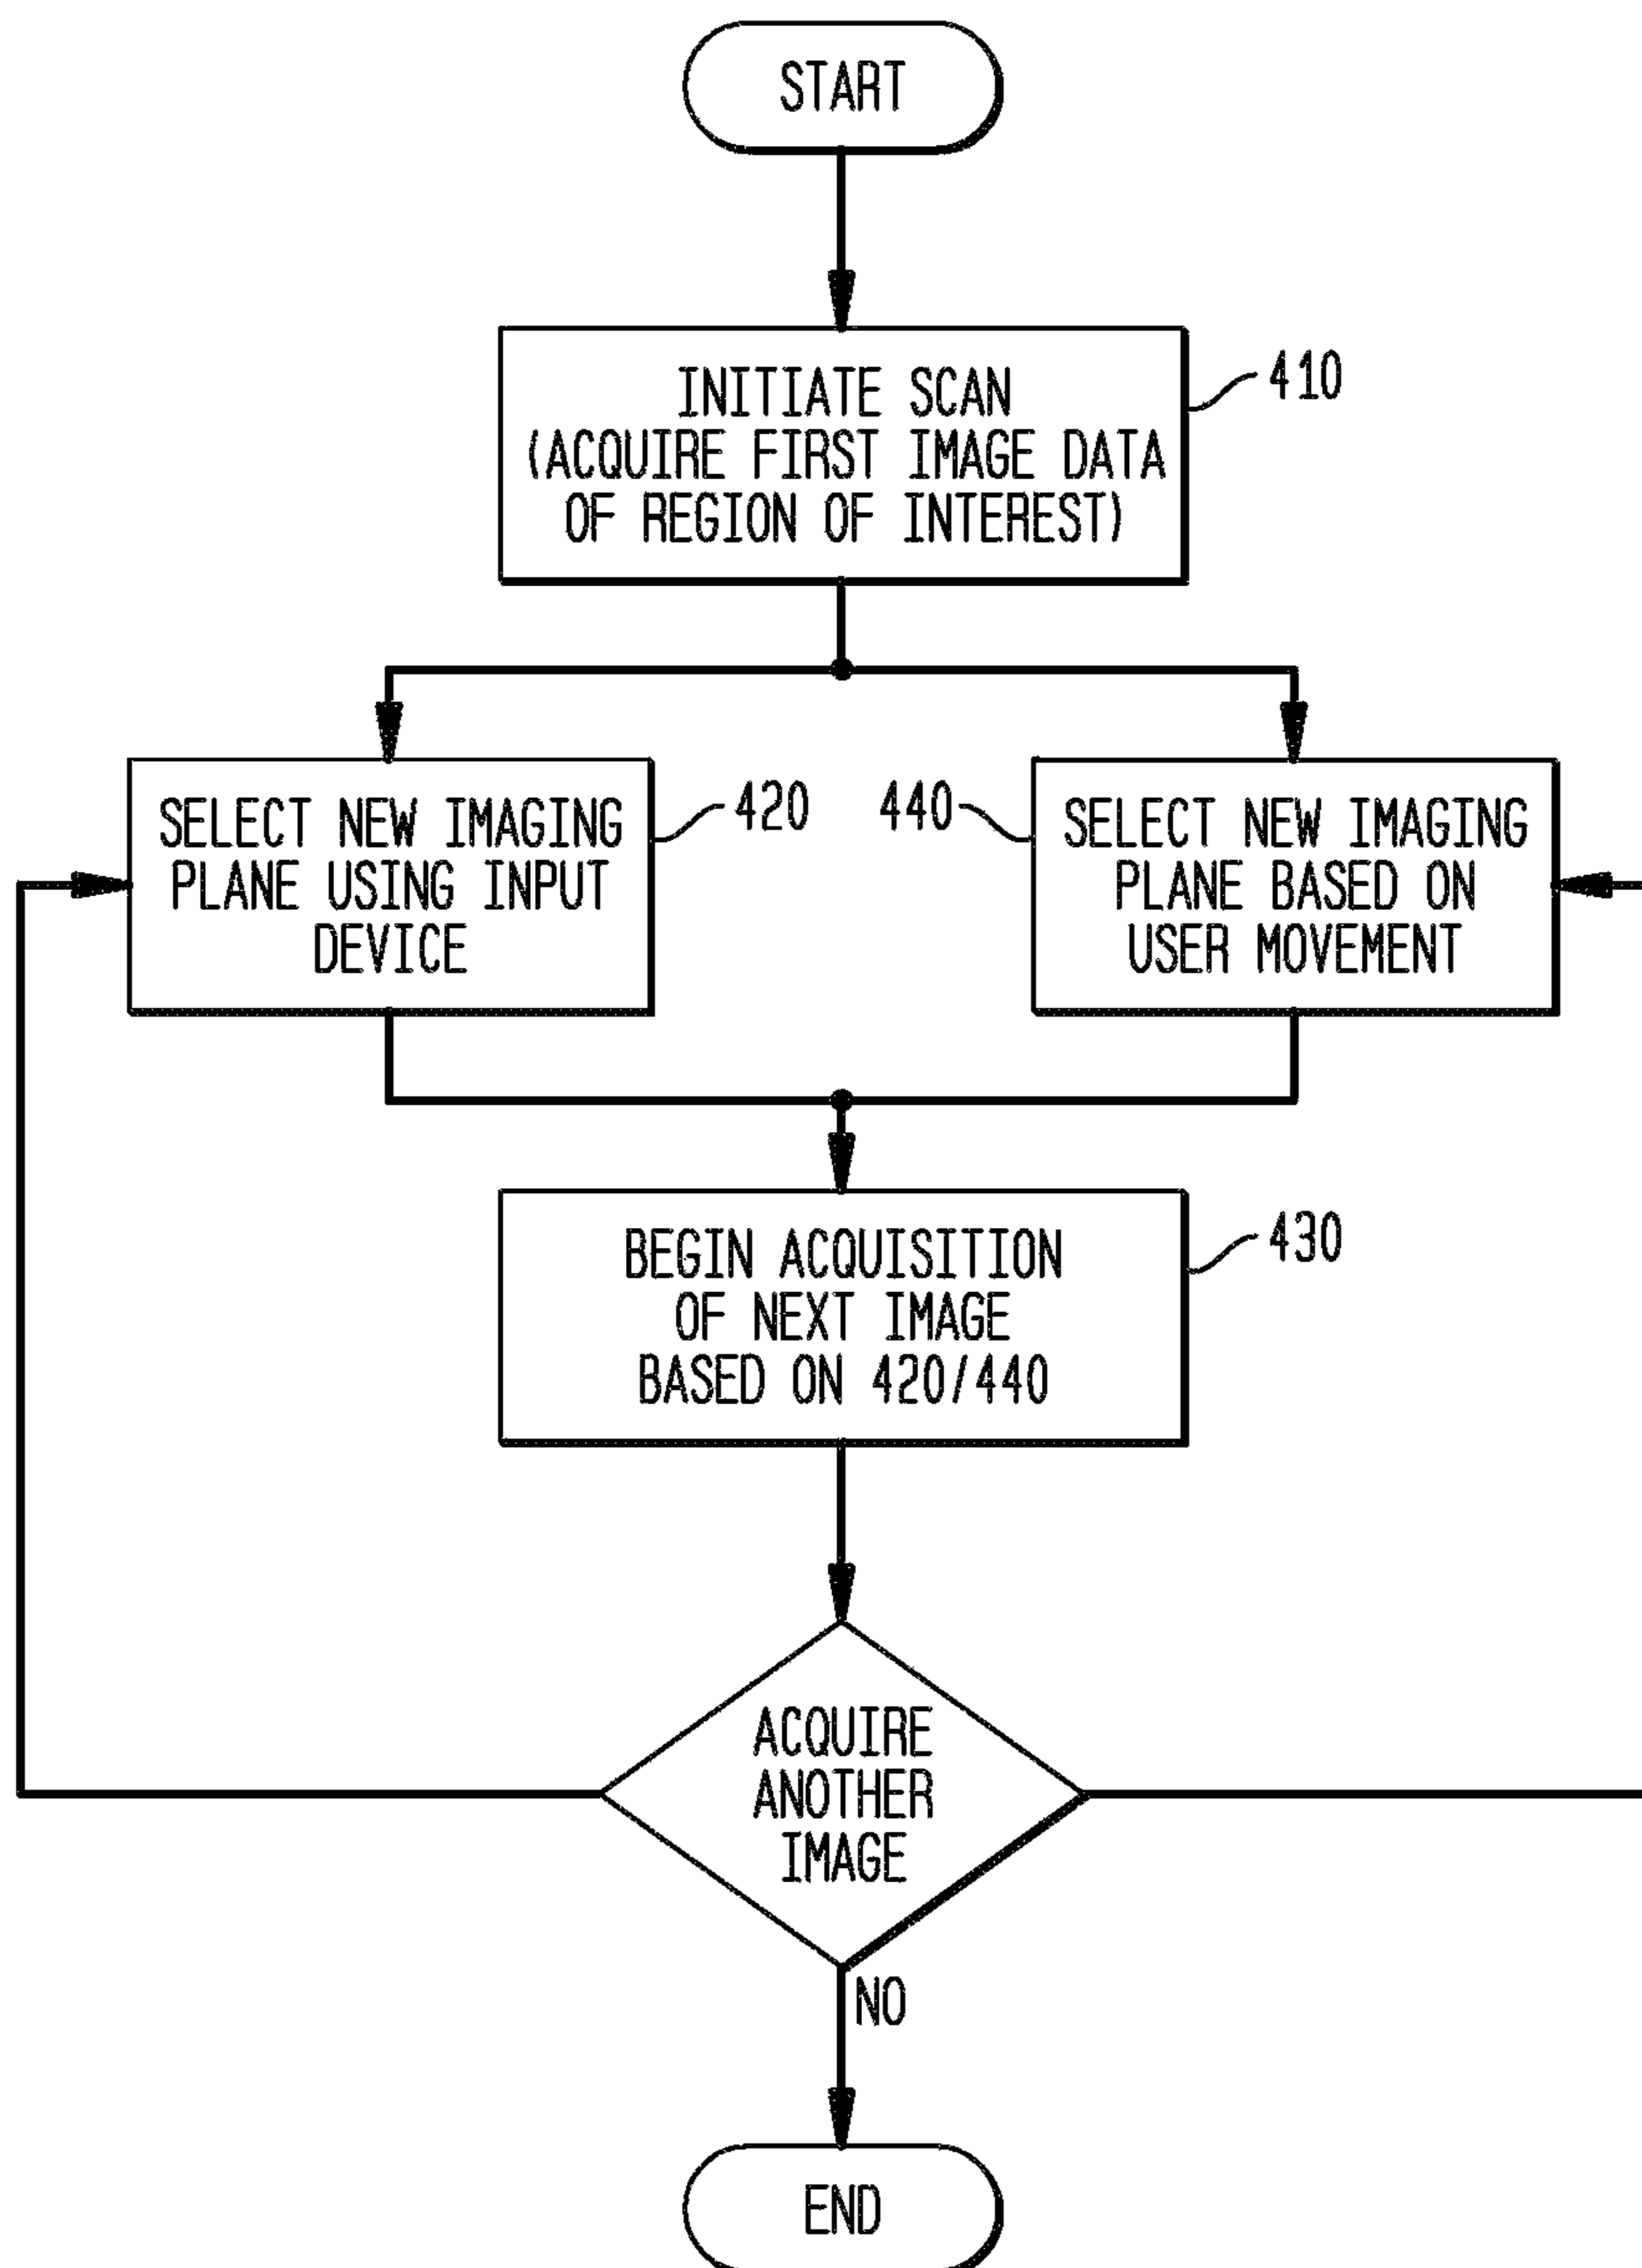 START
INITIATE SCAN
(ACQUIRE FIRST IMAGE DATA
OF REGION OF INTEREST)
410
SELECT NEW IMAGING
PLANE USING INPUT
DEVICE
420
440
SELECT NEW IMAGING
PLANE BASED ON
USER MOVEMENT
BEGIN ACQUISITION
OF NEXT IMAGE
BASED ON 420/440
430
ACQUIRE
ANOTHER
IMAGE
NO
END